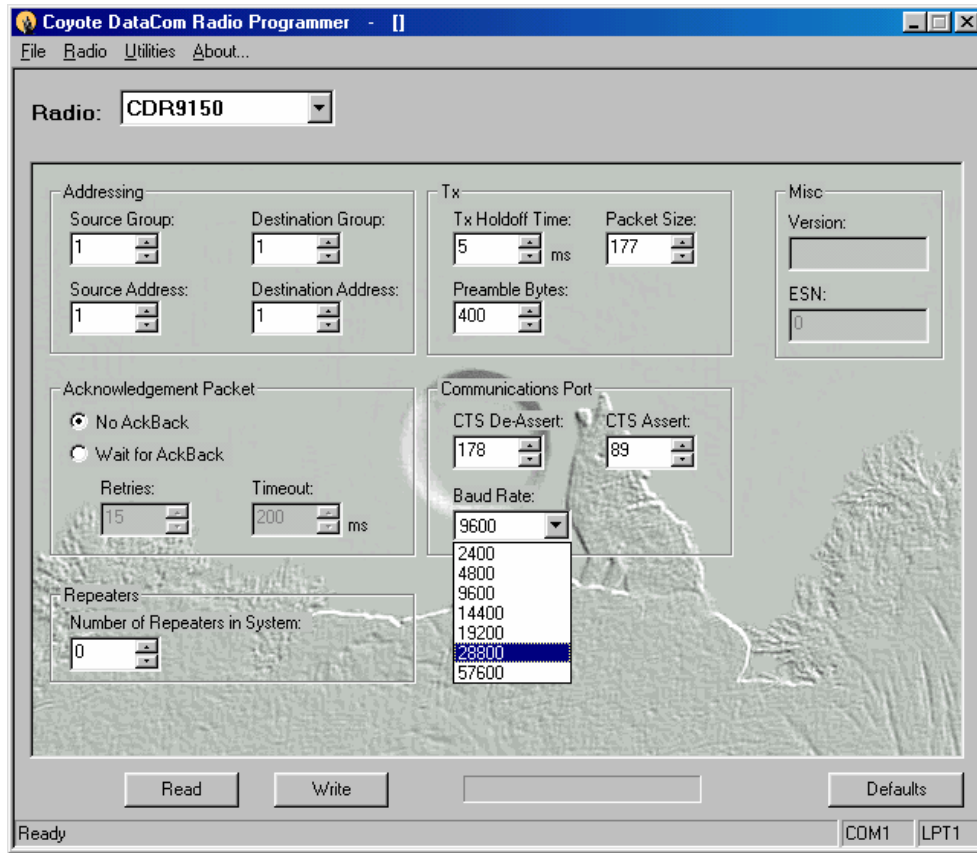 Coyote DataCom Radio Programmer - []
File Radio Utilities About...
Radio: CDR9150
Addressing
Source Group: Destination Group:
1 1
Source Address: Destination Address:
1 1
Tx
Tx Holdoff Time: Packet Size:
5 ms 177
Preamble Bytes:
400
Misc
Version:
ESN:
0
Acknowledgement Packet
No AckBack
Wait for AckBack
Retries: Timeout:
15 200 ms
Communications Port
CTS De-Assert: CTS Assert:
178 89
Baud Rate:
9600
2400
4800
9600
14400
19200
28800
57600
Repeaters
Number of Repeaters in System:
0
Read Write Defaults
Ready COM1 LPT1